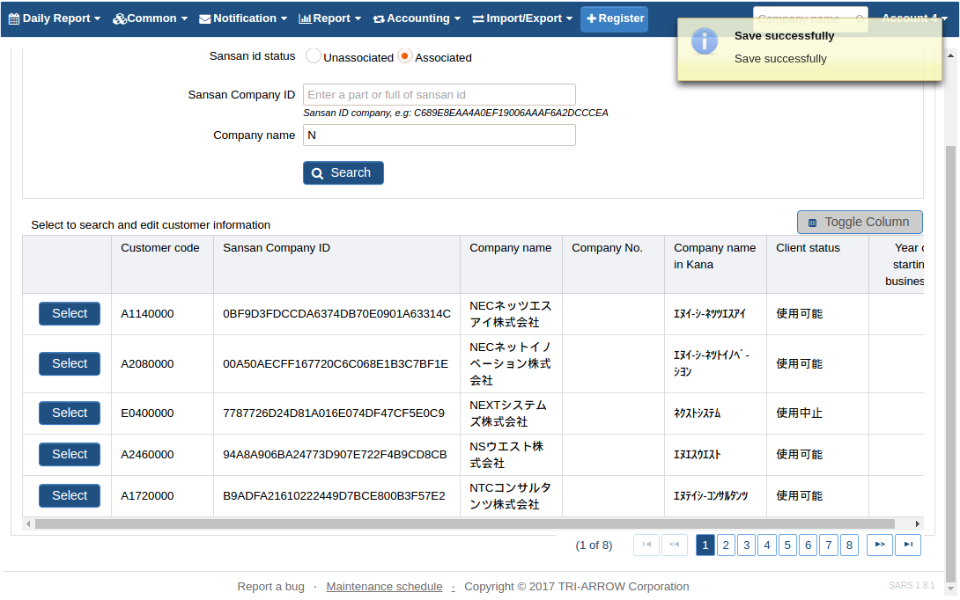 Daily Report Common Notification Report Accounting Import/Export Register Company name Account 4
Save successfully
Save successfully
Sansan id status Unassociated Associated
Sansan Company ID Enter a part or full of sansan id
Sansan ID company, e.g: C689E8EAA4A0EF19006AAAF6A2DCCCEA
Company name N
Search
Select to search and edit customer information
Toggle Column
Customer code Sansan Company ID Company name Company No. Company name in Kana Client status
Select A1140000 0BF9D3FDCCDA6374DB70E0901A63314C NECネッツエス ｴﾇｲ-ｼ-ﾈｯﾂｴｽｱｲ 使用可能
アイ株式会社
Select A2080000 00A50AECFF167720C6C068E1B3C7BF1E NECネットイノ ｴﾇｲ-ｼ-ﾈｯﾄｲﾉﾍﾞ-
ベーション株式 ｼｮﾝ 使用可能
会社
Select E0400000 7787726D24D81A016E074DF47CF5E0C9 NEXTシステム ﾈｸｽﾄｼｽﾃﾑ 使用中止
ズ株式会社
Select A2460000 94A8A906BA24773D907E722F4B9CD8CB NSウエスト株 ｴﾇｴｽｳｴｽﾄ 使用可能
式会社
Select A1720000 B9ADFA21610222449D7BCE800B3F57E2 NTCコンサルタ ｴﾇﾃｲｼ-ｺﾝｻﾙﾀﾝﾂ 使用可能
ンツ株式会社
(1 of 8) 1 2 3 4 5 6 7 8
Report a bug · Maintenance schedule · Copyright © 2017 TRI-ARROW Corporation
SARS 1.8.1